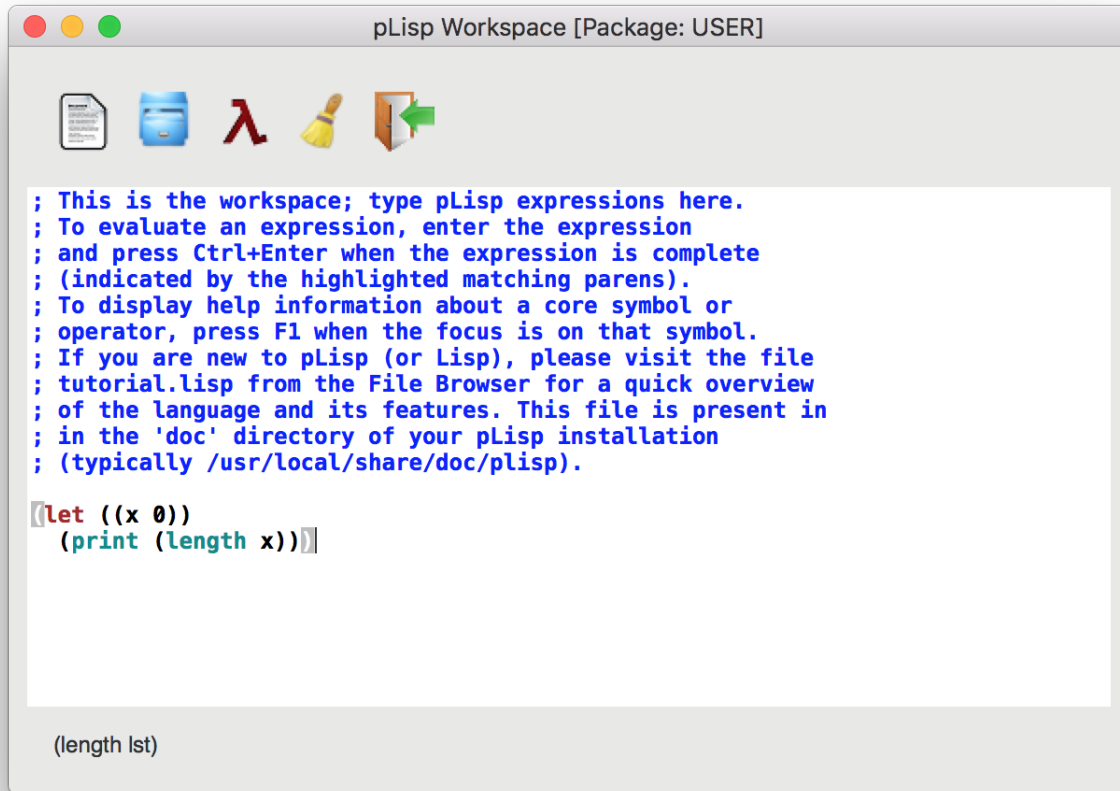 pLisp Workspace [Package: USER]
; This is the workspace; type pLisp expressions here.
; To evaluate an expression, enter the expression
; and press Ctrl+Enter when the expression is complete
; (indicated by the highlighted matching parens).
; To display help information about a core symbol or
; operator, press F1 when the focus is on that symbol.
; If you are new to pLisp (or Lisp), please visit the file
; tutorial.lisp from the File Browser for a quick overview
; of the language and its features. This file is present in
; in the 'doc' directory of your pLisp installation
; (typically /usr/local/share/doc/plisp).
(let ((x 0))
  (print (length x)))
(length lst)